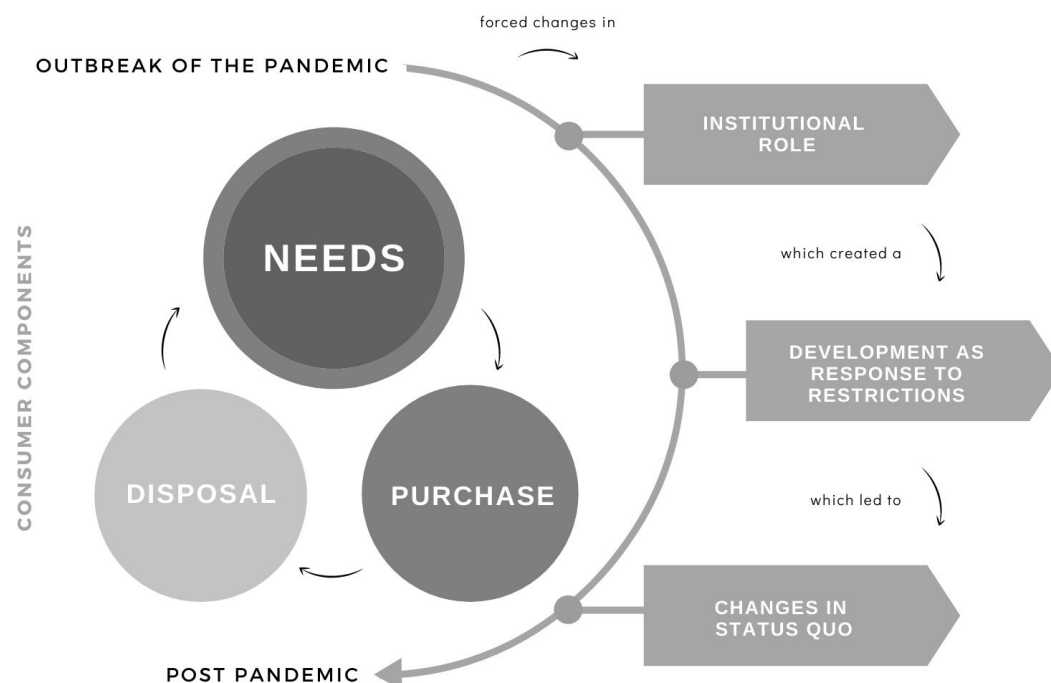 forced changes in
OUTBREAK OF THE PANDEMIC
INSTITUTIONAL
ROLE
NEEDS
which created a
CONSUMER COMPONENTS
DEVELOPMENT AS
RESPONSE TO
RESTRICTIONS
DISPOSAL
PURCHASE
which led to
CHANGES IN
STATUS QUO
POST PANDEMIC